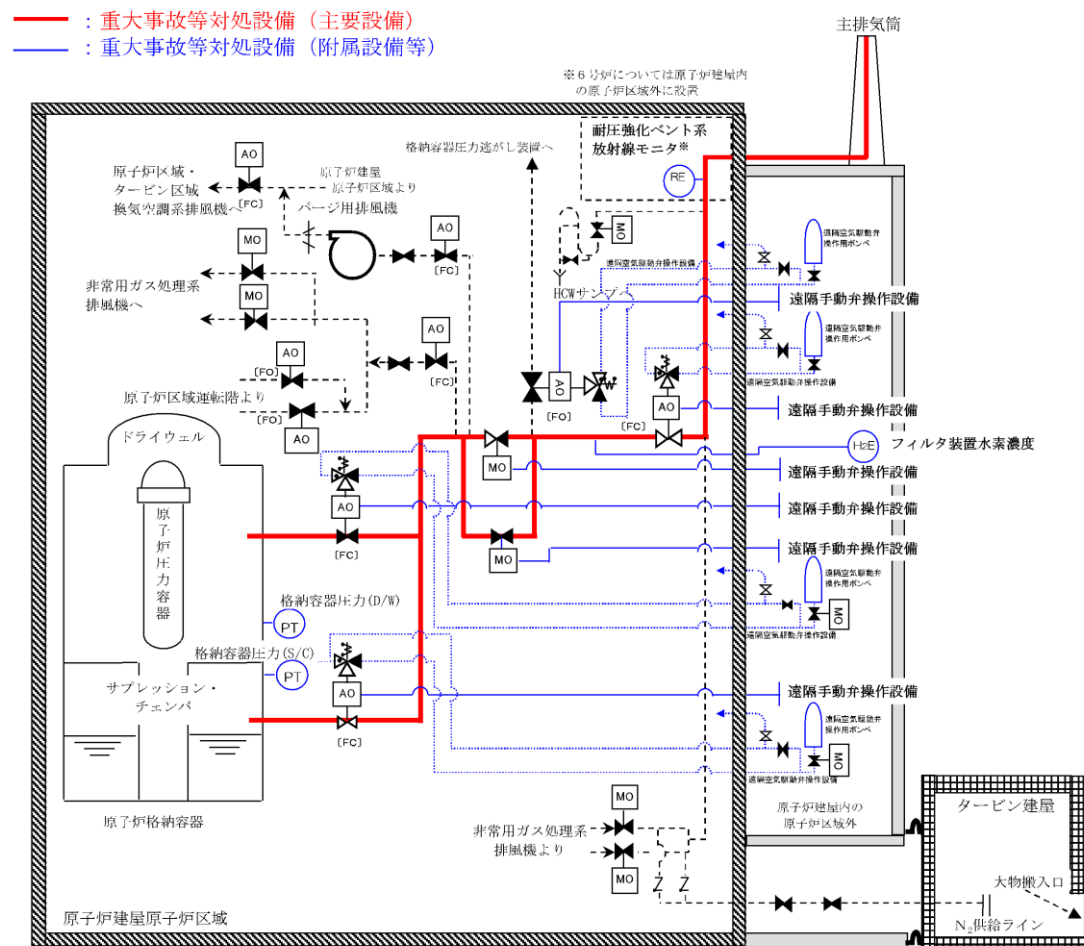 ：重大事故等対処設備（主要設備）
：重大事故等対処設備（附属設備等）
主排気筒
※６号炉については原子炉建屋内
の原子炉区域外に設置
耐圧強化ベント系
放射線モニタ※
RE
格納容器圧力逃がし装置へ
AO
原子炉区域・
タービン区域
換気空調系排風機へ
[FC]
原子炉建屋
原子炉区域より
パージ用排風機
AO
[FC]
MO
非常用ガス処理系
排風機へ
MO
AO
[FC]
AO
[FO]
原子炉区域運転階より
[FO]
AO
MO
HCWサンプへ
遠隔空気駆動弁操作設備
遠隔空気駆動弁
操作用ボンベ
遠隔手動弁操作設備
遠隔空気駆動弁
操作用ボンベ
遠隔空気駆動弁操作設備
AO
[FO]
[FC]
AO
遠隔手動弁操作設備
H2E
フィルタ装置水素濃度
MO
遠隔手動弁操作設備
AO
[FC]
遠隔手動弁操作設備
MO
遠隔手動弁操作設備
遠隔空気駆動弁
操作用ボンベ
MO
遠隔空気駆動弁操作設備
ドライウェル
原子炉圧力容器
格納容器圧力(D/W)
PT
格納容器圧力(S/C)
PT
サプレッション・
チェンバ
AO
[FC]
遠隔手動弁操作設備
遠隔空気駆動弁
操作用ボンベ
MO
遠隔空気駆動弁操作設備
原子炉格納容器
MO
非常用ガス処理系
排風機より
MO
原子炉建屋内の
原子炉区域外
タービン建屋
大物搬入口
N₂供給ライン
原子炉建屋原子炉区域